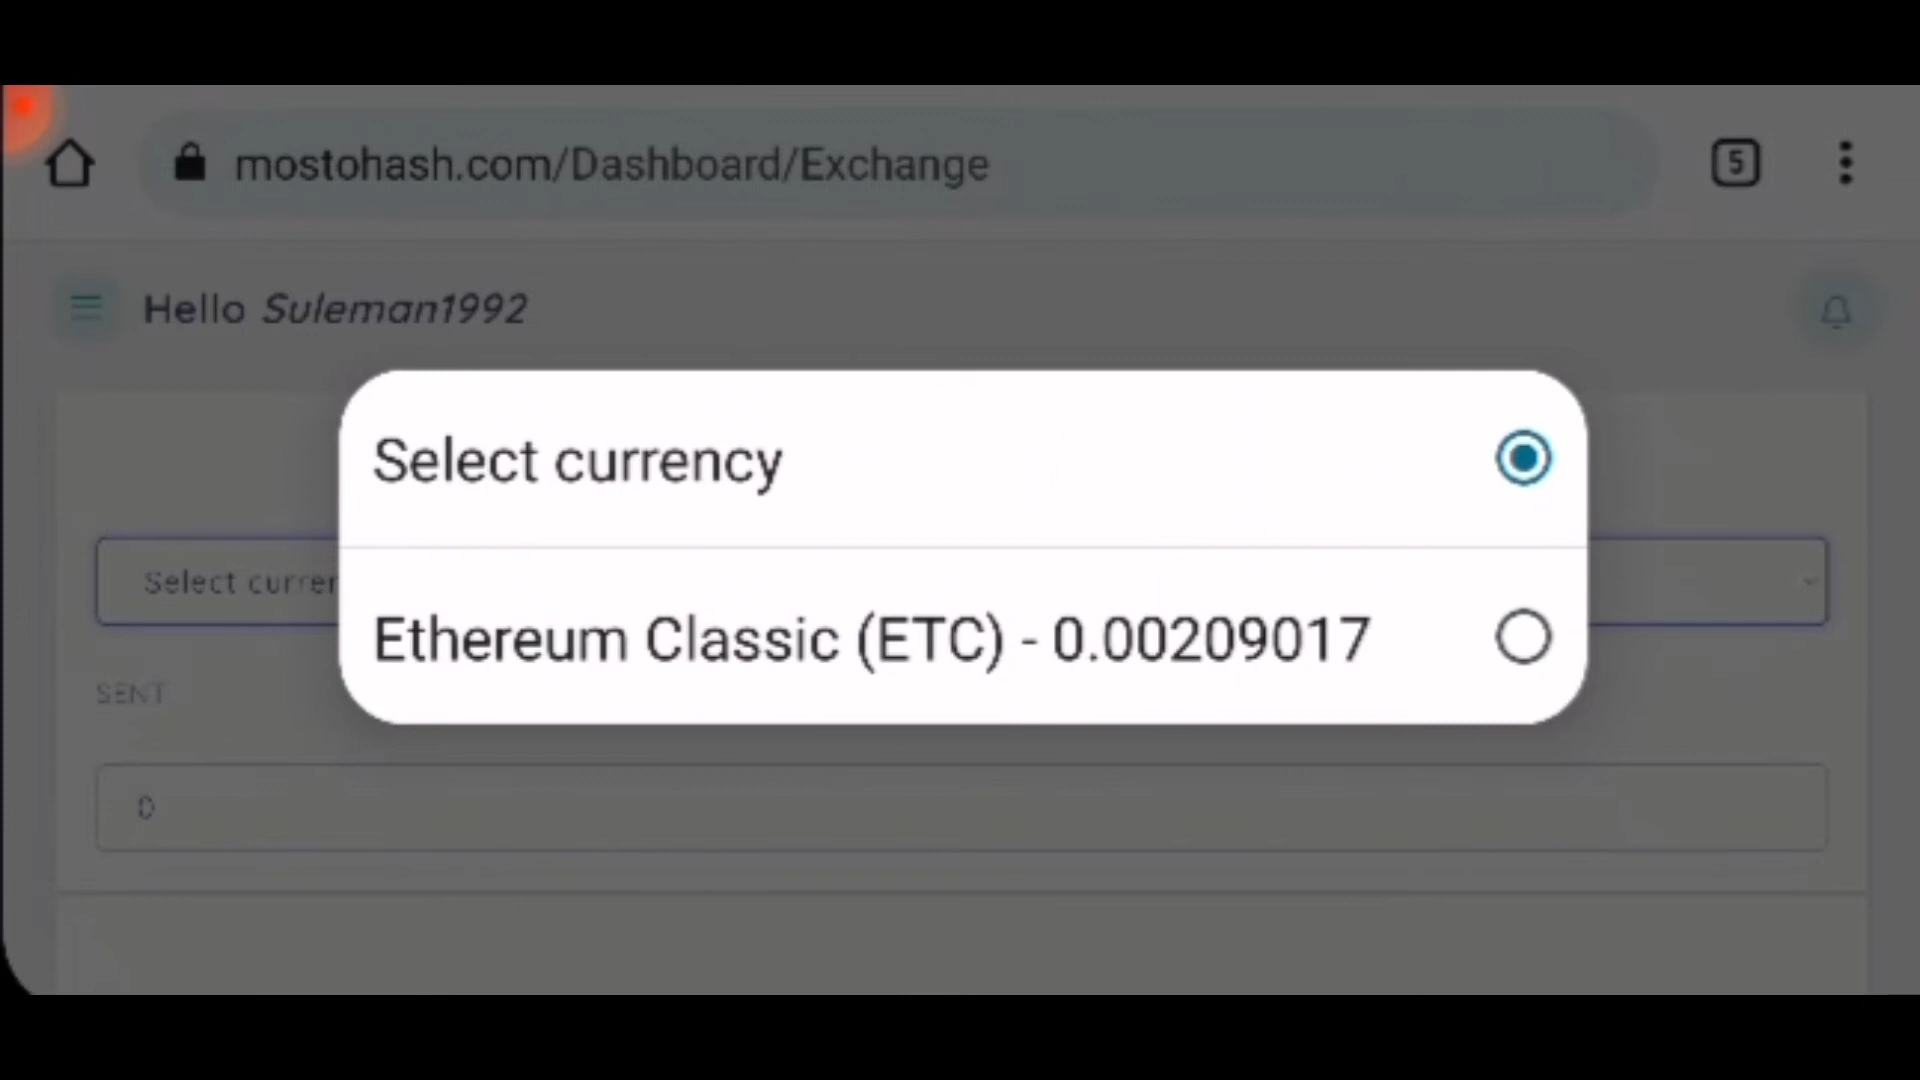 mostohash.com/Dashboard/Exchange
5
Hello Suleman1992
Select currency
Select curren
Ethereum Classic (ETC) - 0.00209017
SENT
0